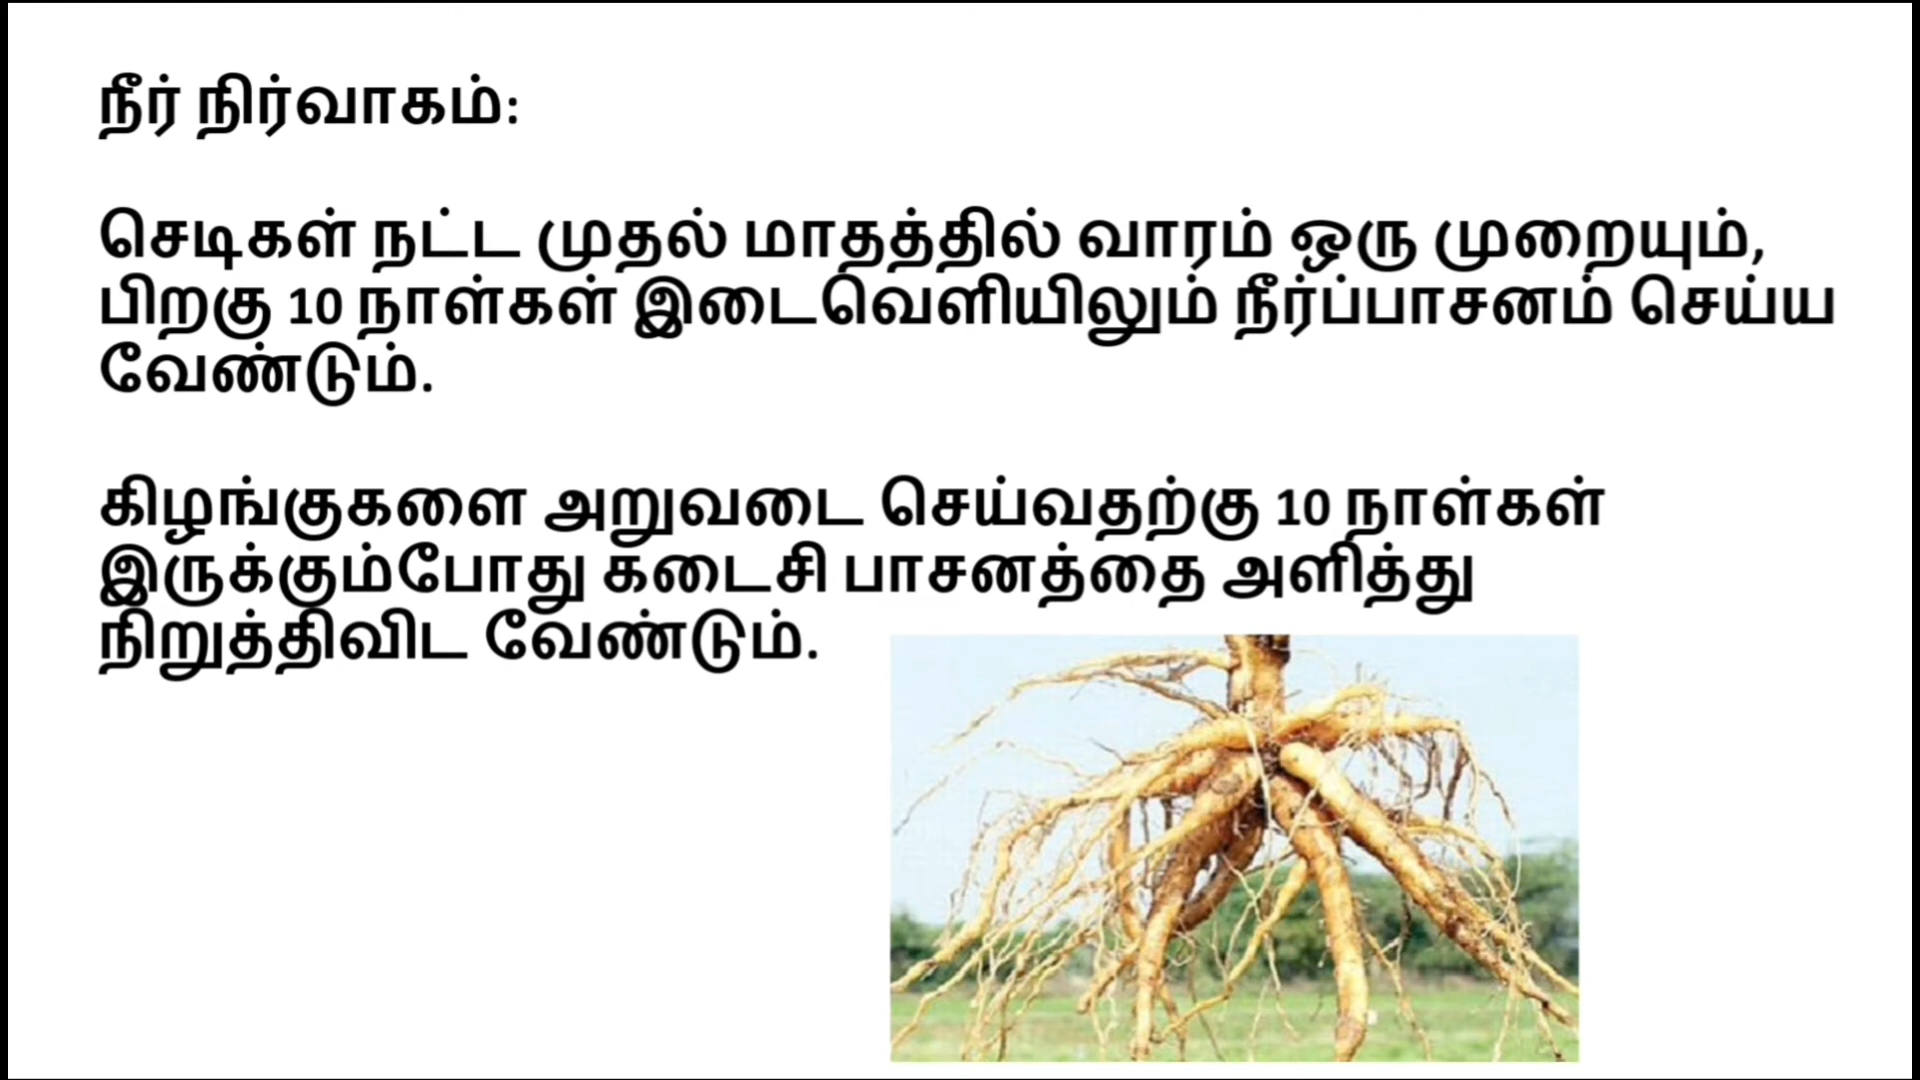 நீர் நிர்வாகம்:
செடிகள் நட்ட முதல் மாதத்தில் வாரம் ஒரு முறையும்,
பிறகு 10 நாள்கள் இடைவெளியிலும் நீர்ப்பாசனம் செய்ய
வேண்டும்.
கிழங்குகளை அறுவடை செய்வதற்கு 10 நாள்கள்
இருக்கும்போது கடைசி பாசனத்தை அளித்து
நிறுத்திவிட வேண்டும்.